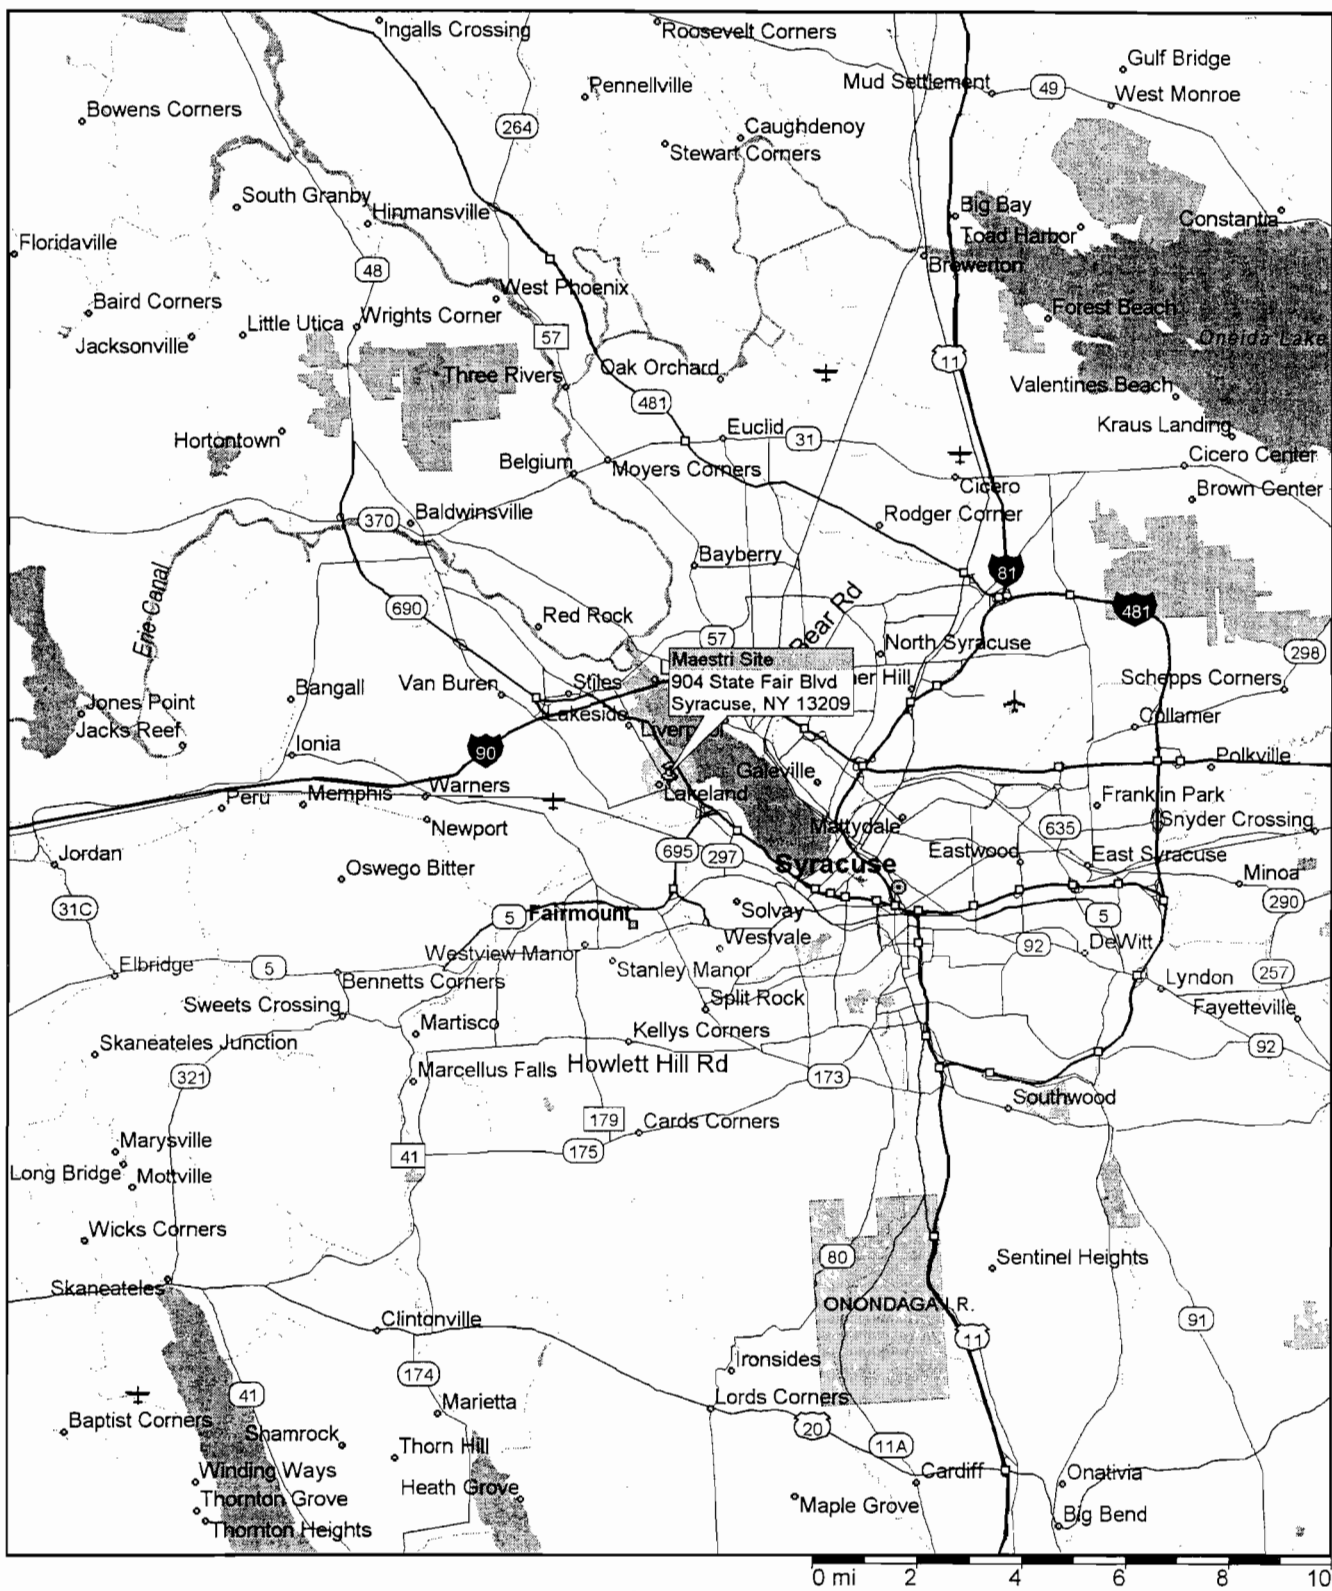 Ingalls Crossing
Roosevelt Corners
Gulf Bridge
Mud Settlement
49
West Monroe
Pennellville
Bowens Corners
264
Caughdenoy
Stewart Corners
South Granby
Hinmansville
Big Bay
Constantia
Toad Harbor
Floridaville
Brewerton
48
West Phoenix
Baird Corners
Forest Beach
Little Utica
Wrights Corner
57
Oneida Lake
Jacksonville
11
Three Rivers
Oak Orchard
Valentines Beach
481
Kraus Landing
Hortontown
Euclid
31
Belgium
Moyers Corners
Cicero Center
Cicero
Brown Center
370
Baldwinsville
Rodger Corner
Bayberry
81
Erie Canal
690
481
Red Rock
57
Bear Rd
North Syracuse
298
Maestri Site
904 State Fair Blvd
Syracuse, NY 13209
Van Buren
Stiles
Schepps Corners
Bangall
Jones Point
Lakeside
Collamer
Jacks Reef
Liverpool
Ionia
90
Polkville
Galeville
Warners
Lakeland
Peru
Memphis
Franklin Park
Newport
Mattydale
635
Snyder Crossing
Jordan
695
297
Eastwood
East Syracuse
Oswego Bitter
Syracuse
Minoa
31C
5
Fairmount
Solvay
5
290
Westvale
92
DeWitt
Westview Manor
Elbridge
5
Stanley Manor
257
Bennetts Corners
Lyndon
Sweets Crossing
Split Rock
Fayetteville
Martisco
Kellys Corners
Skaneateles Junction
92
321
Marcellus Falls
Howlett Hill Rd
173
Southwood
179
Cards Corners
Marysville
41
175
Long Bridge
Mottville
Wicks Corners
80
Sentinel Heights
Skaneateles
ONONDAGA I.R.
Clintonville
11
91
Ironsides
174
41
Marietta
Lords Corners
Baptist Corners
20
Shamrock
Thorn Hill
11A
Winding Ways
Cardiff
Onativia
Heath Grove
Thornton Grove
Maple Grove
Big Bend
Thornton Heights
0 mi 2 4 6 8 10